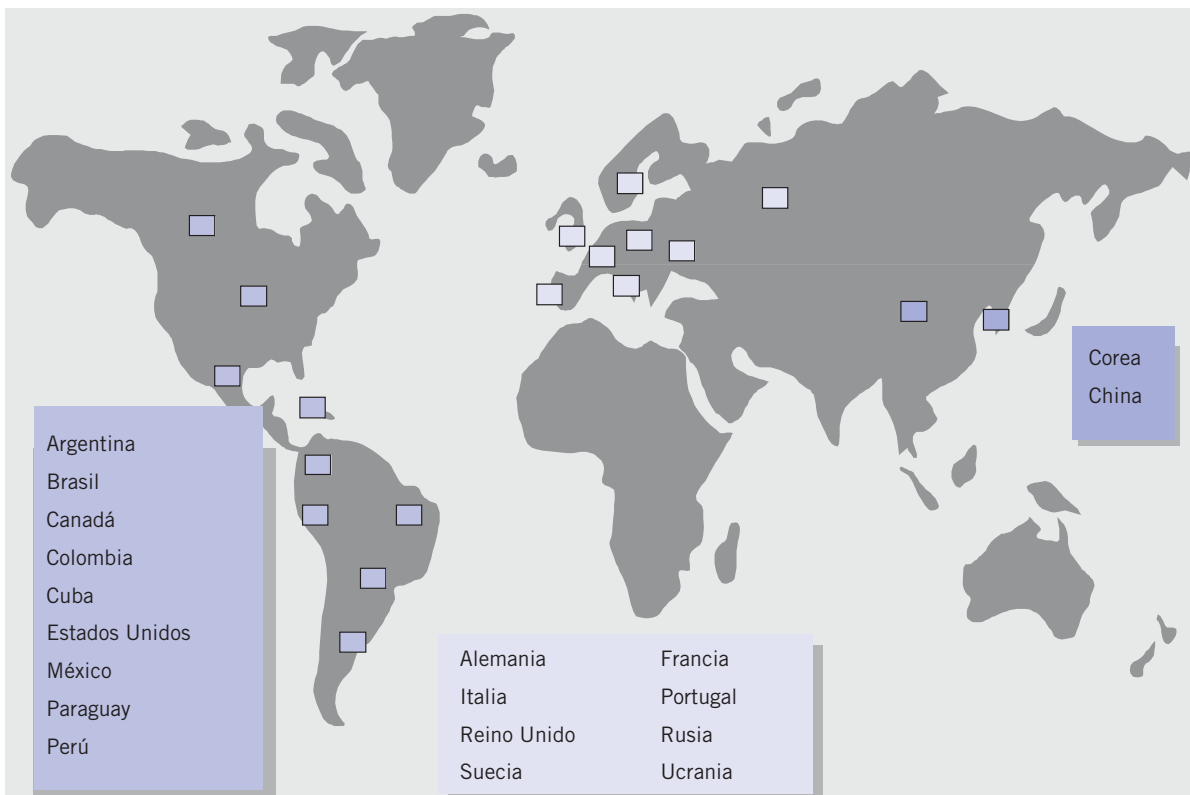 Corea
China
Argentina
Brasil
Canadá
Colombia
Cuba
Estados Unidos
México
Paraguay
Perú
Alemania
Italia
Reino Unido
Suecia
Francia
Portugal
Rusia
Ucrania